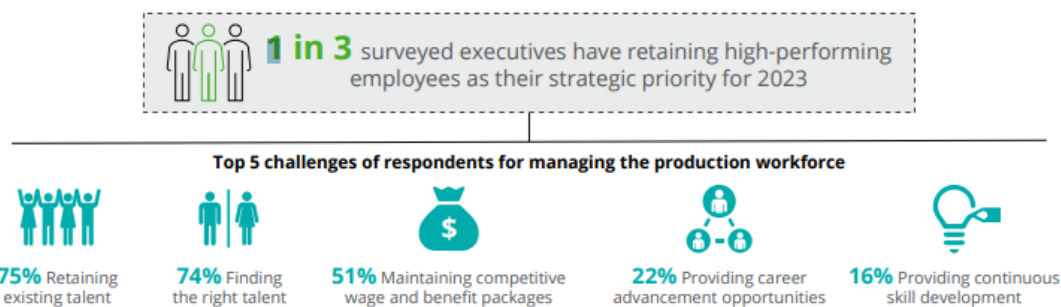 1 in 3 surveyed executives have retaining high-performing
employees as their strategic priority for 2023
Top 5 challenges of respondents for managing the production workforce
$
75% Retaining
existing talent
74% Finding
the right talent
51% Maintaining competitive
wage and benefit packages
22% Providing career
advancement opportunities
16% Providing continuous
skill development